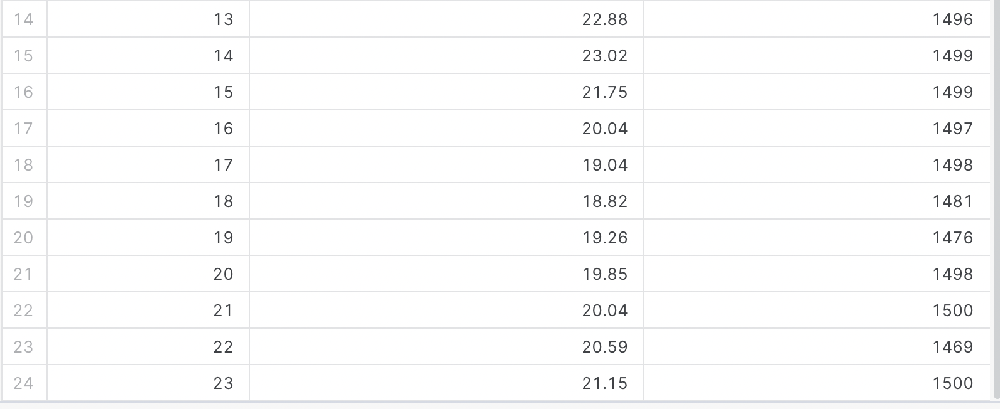 14 13 22.88 1496
15 14 23.02 1499
16 15 21.75 1499
17 16 20.04 1497
18 17 19.04 1498
19 18 18.82 1481
20 19 19.26 1476
21 20 19.85 1498
22 21 20.04 1500
23 22 20.59 1469
24 23 21.15 1500